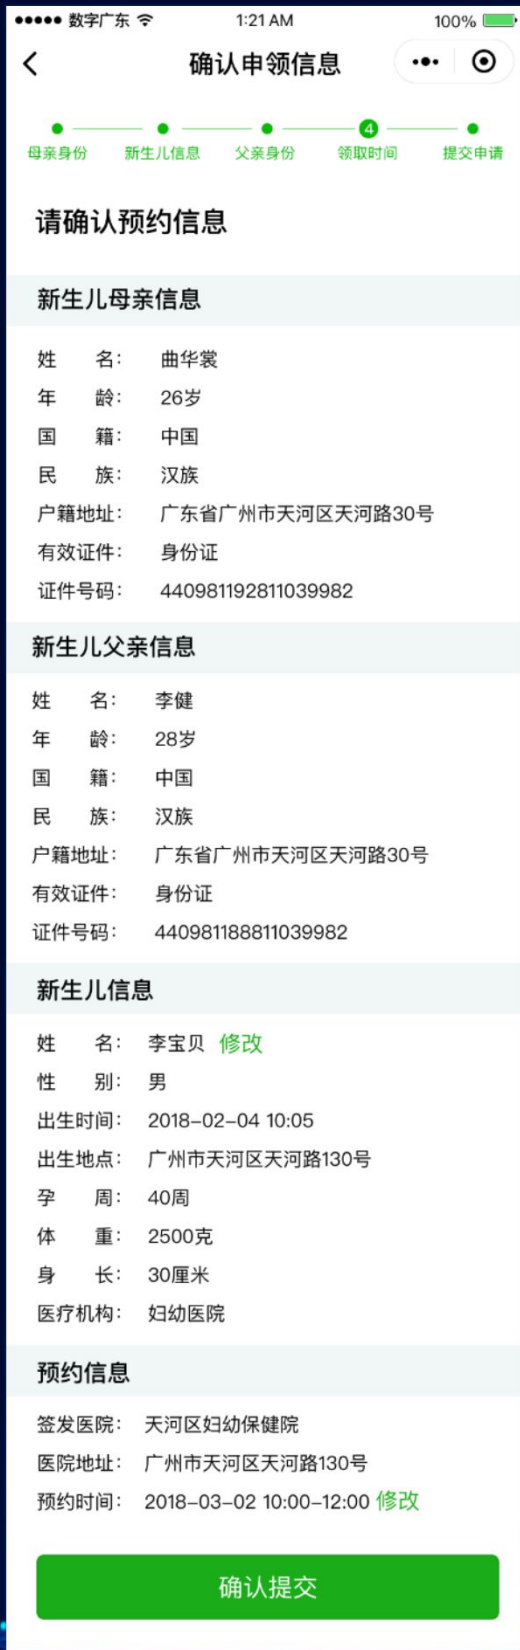 ●●●●● 数字广东 1:21 AM 100%
确认申领信息
4
母亲身份 新生儿信息 父亲身份 领取时间 提交申请
请确认预约信息
新生儿母亲信息
姓 名： 曲华裳
年 龄： 26岁
国 籍： 中国
民 族： 汉族
户籍地址： 广东省广州市天河区天河路30号
有效证件： 身份证
证件号码： 440981192811039982
新生儿父亲信息
姓 名： 李健
年 龄： 28岁
国 籍： 中国
民 族： 汉族
户籍地址： 广东省广州市天河区天河路30号
有效证件： 身份证
证件号码： 440981188811039982
新生儿信息
姓 名： 李宝贝 修改
性 别： 男
出生时间： 2018-02-04 10:05
出生地点： 广州市天河区天河路130号
孕 周： 40周
体 重： 2500克
身 长： 30厘米
医疗机构： 妇幼医院
预约信息
签发医院： 天河区妇幼保健院
医院地址： 广州市天河区天河路130号
预约时间： 2018-03-02 10:00-12:00 修改
确认提交